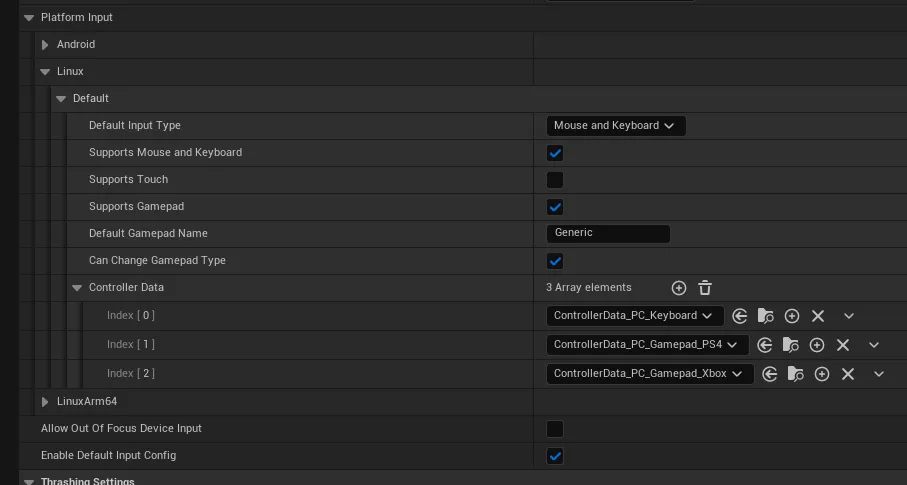 Platform Input
Android
Linux
Default
Default Input Type Mouse and Keyboard
Supports Mouse and Keyboard
Supports Touch
Supports Gamepad
Default Gamepad Name Generic
Can Change Gamepad Type
Controller Data 3 Array elements
Index [ 0 ] ControllerData_PC_Keyboard
Index [ 1 ] ControllerData_PC_Gamepad_PS4
Index [ 2 ] ControllerData_PC_Gamepad_Xbox
LinuxArm64
Allow Out Of Focus Device Input
Enable Default Input Config
Thrashing Settings